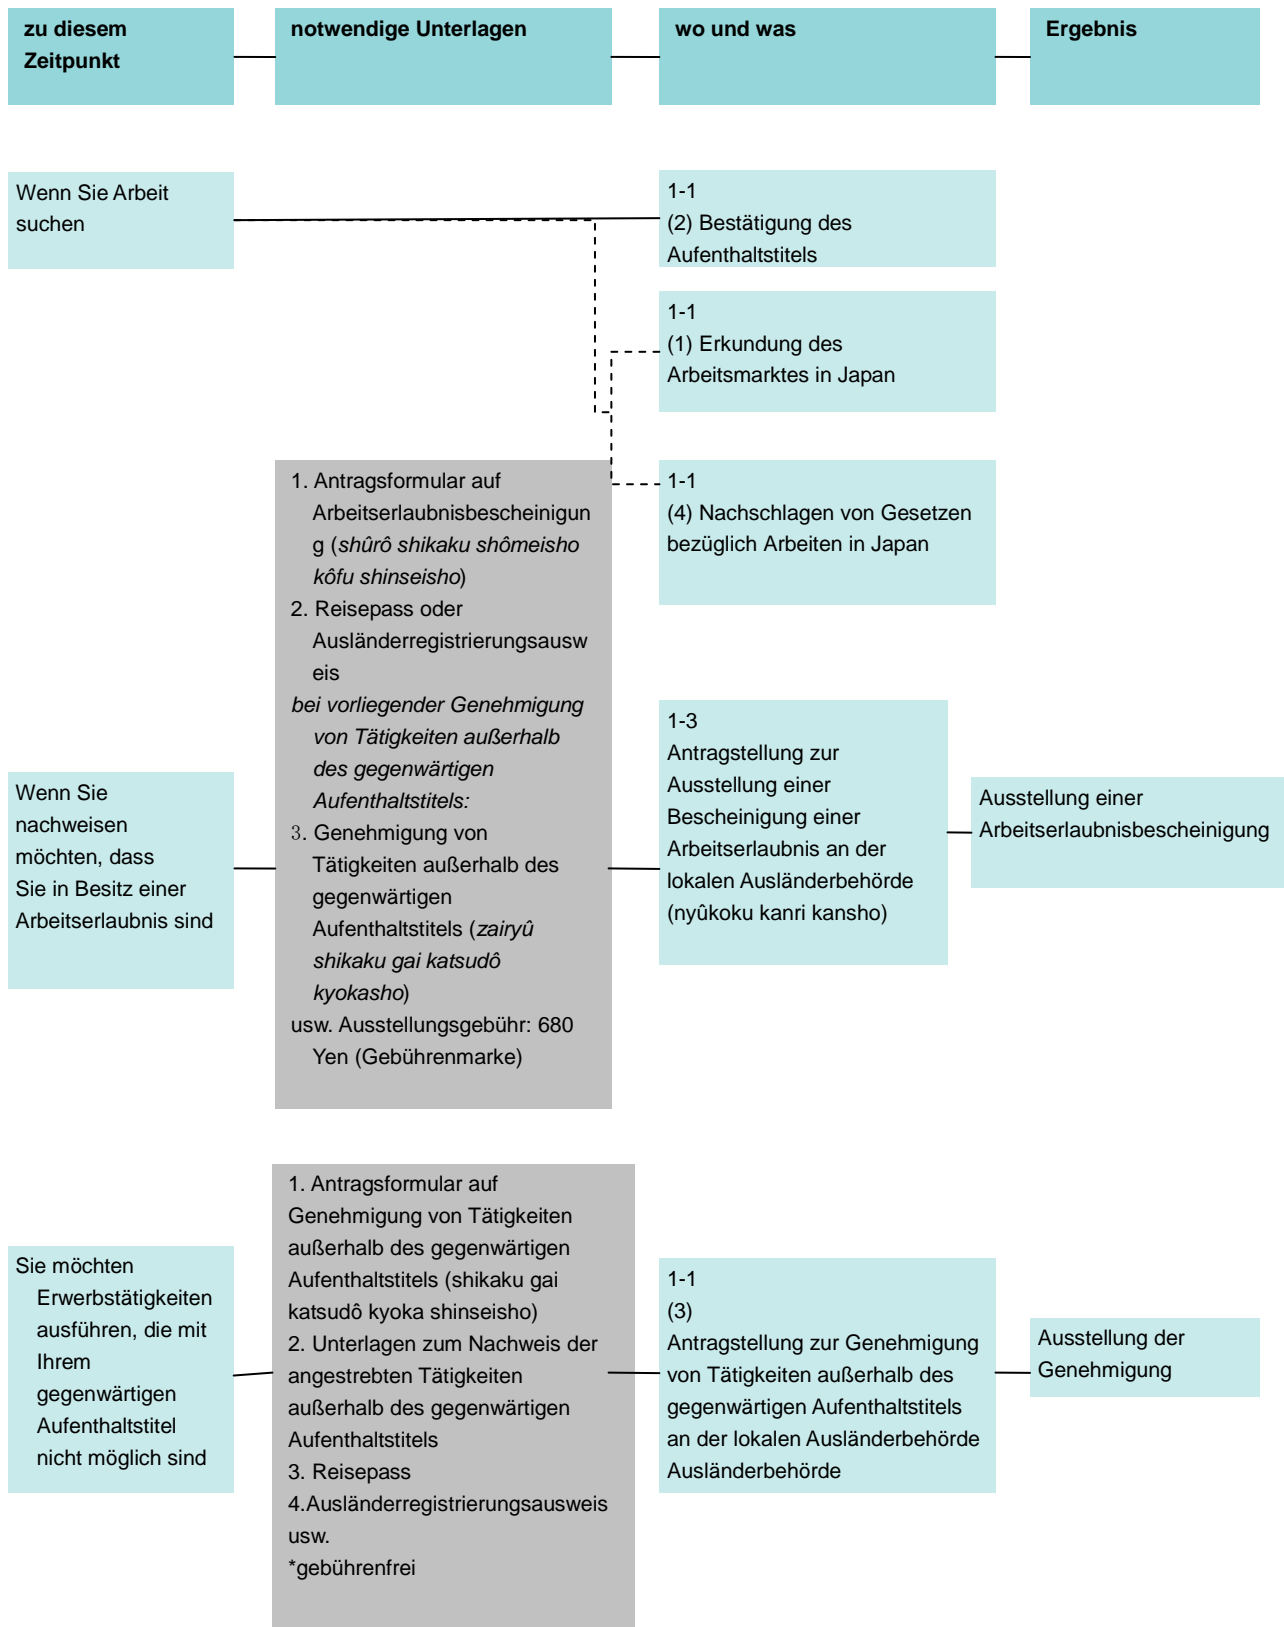 zu diesem
Zeitpunkt
notwendige Unterlagen
wo und was
Ergebnis
Wenn Sie Arbeit
suchen
1-1
(2) Bestätigung des
Aufenthaltstitels
1-1
(1) Erkundung des
Arbeitsmarktes in Japan
1-1
(4) Nachschlagen von Gesetzen
bezüglich Arbeiten in Japan
Wenn Sie
nachweisen
möchten, dass
Sie in Besitz einer
Arbeitserlaubnis sind
1. Antragsformular auf
Arbeitserlaubnisbescheinigun
g (shûrô shikaku shômeisho
kôfu shinseisho)
2. Reisepass oder
Ausländerregistrierungsausw
eis
bei vorliegender Genehmigung
von Tätigkeiten außerhalb
des gegenwärtigen
Aufenthaltstitels:
3. Genehmigung von
Tätigkeiten außerhalb des
gegenwärtigen
Aufenthaltstitels (zairyû
shikaku gai katsudô
kyokasho)
usw. Ausstellungsgebühr: 680
Yen (Gebührenmarke)
1-3
Antragstellung zur
Ausstellung einer
Bescheinigung einer
Arbeitserlaubnis an der
lokalen Ausländerbehörde
(nyûkoku kanri kansho)
Ausstellung einer
Arbeitserlaubnisbescheinigung
Sie möchten
Erwerbstätigkeiten
ausführen, die mit
Ihrem
gegenwärtigen
Aufenthaltstitel
nicht möglich sind
1. Antragsformular auf
Genehmigung von Tätigkeiten
außerhalb des gegenwärtigen
Aufenthaltstitels (shikaku gai
katsudô kyoka shinseisho)
2. Unterlagen zum Nachweis der
angestrebten Tätigkeiten
außerhalb des gegenwärtigen
Aufenthaltstitels
3. Reisepass
4.Ausländerregistrierungsausweis
usw.
*gebührenfrei
1-1
(3)
Antragstellung zur Genehmigung
von Tätigkeiten außerhalb des
gegenwärtigen Aufenthaltstitels
an der lokalen Ausländerbehörde
Ausländerbehörde
Ausstellung der
Genehmigung